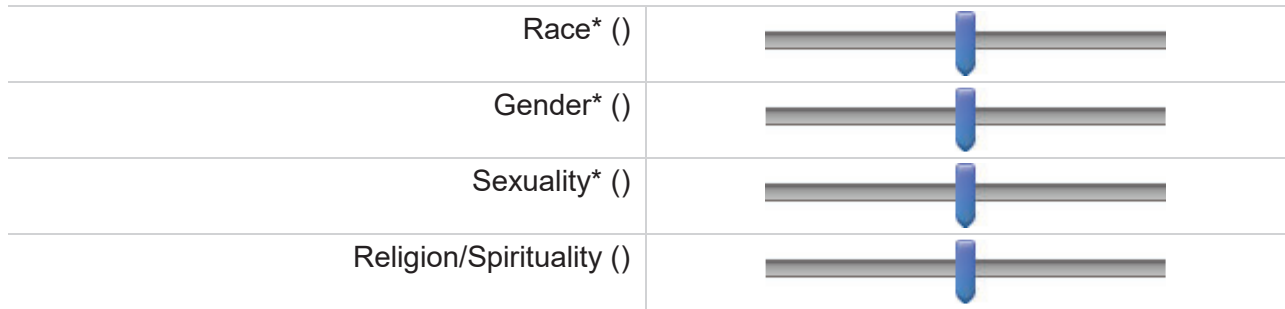 Race* ()
Gender* ()
Sexuality* ()
Religion/Spirituality ()